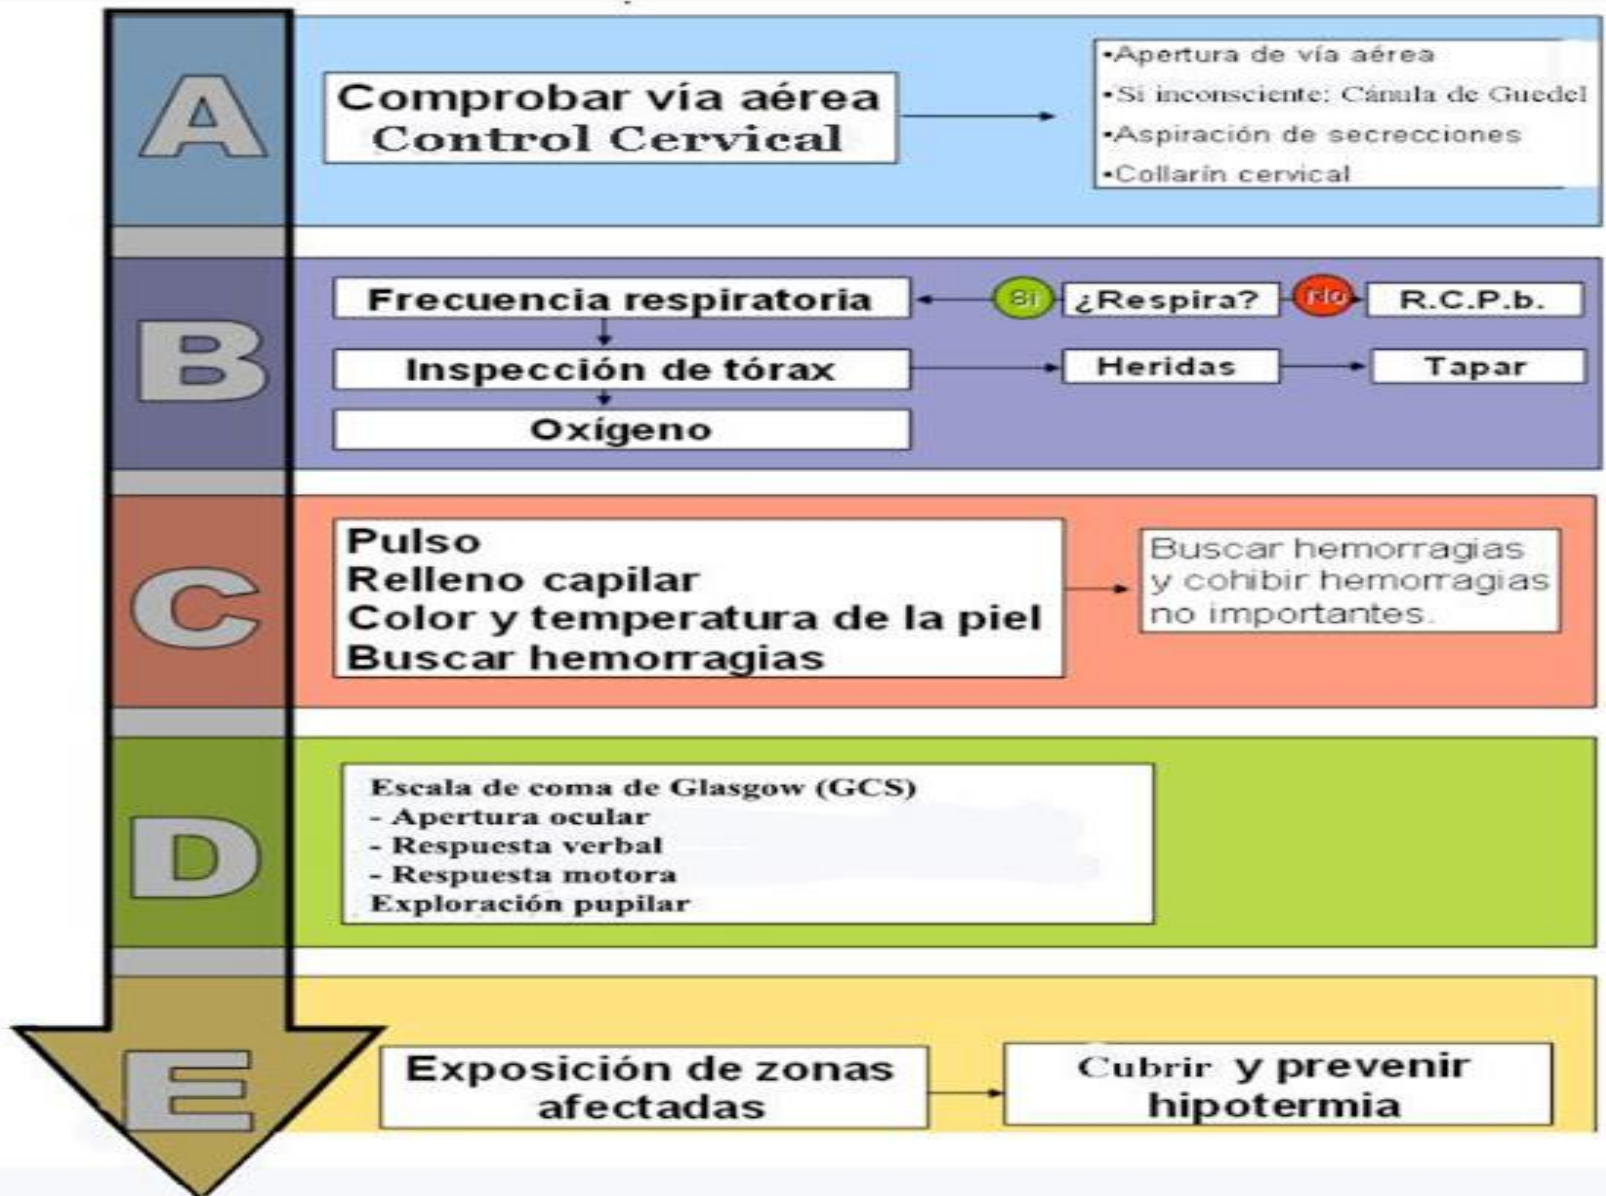 A
Comprobar vía aérea
Control Cervical
•Apertura de vía aérea
•Si inconsciente: Cánula de Guedel
•Aspiración de secrecciones
•Collarín cervical
B
Frecuencia respiratoria
Si
¿Respira?
No
R.C.P.b.
Inspección de tórax
Heridas
Tapar
Oxígeno
C
Pulso
Relleno capilar
Color y temperatura de la piel
Buscar hemorragias
Buscar hemorragias
y cohibir hemorragias
no importantes.
D
Escala de coma de Glasgow (GCS)
- Apertura ocular
- Respuesta verbal
- Respuesta motora
Exploración pupilar
E
Exposición de zonas
afectadas
Cubrir y prevenir
hipotermia